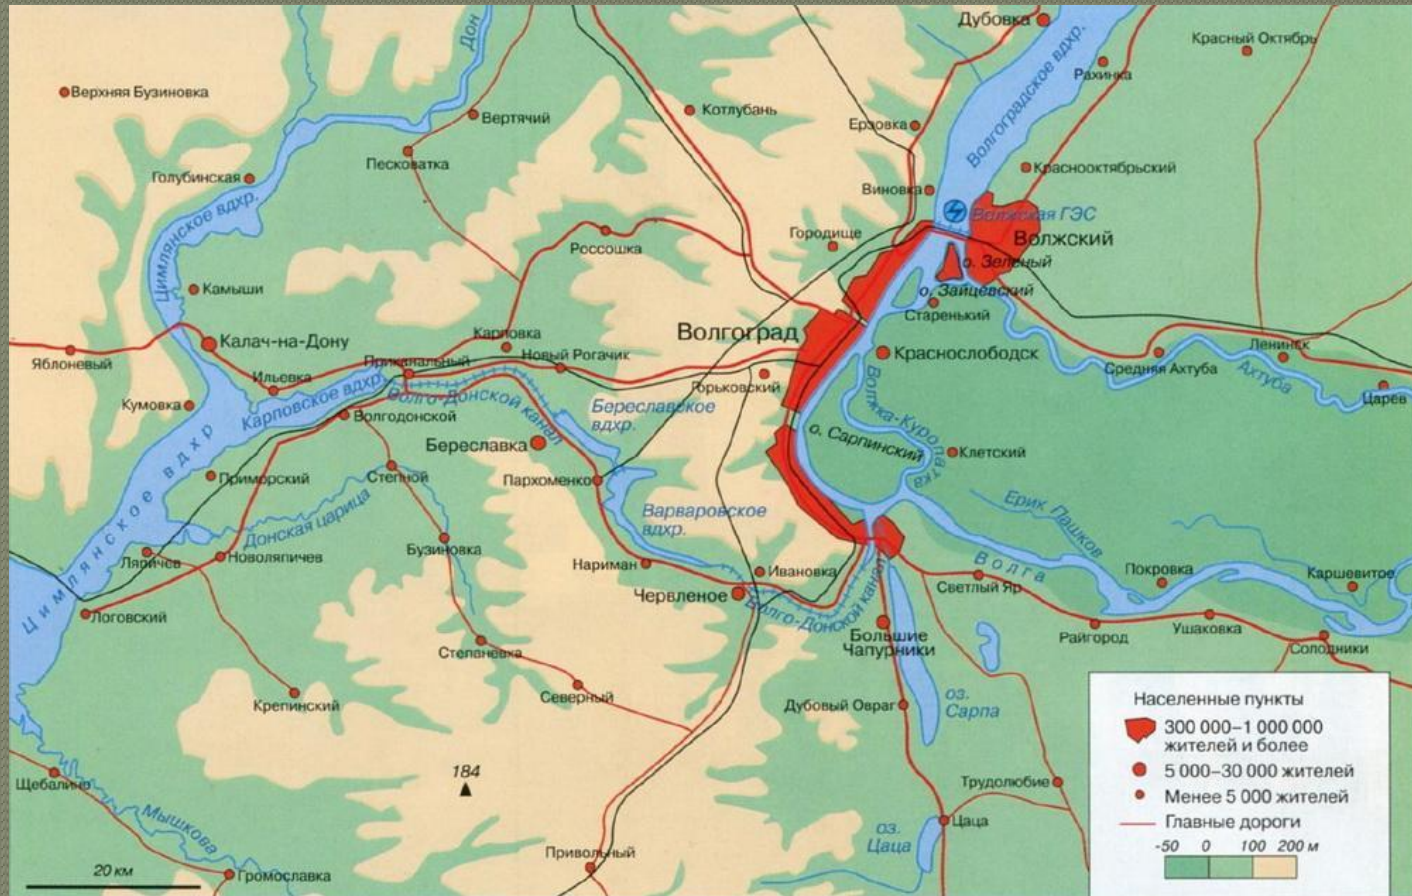 Дубовка
Дон
Волгоградское вдхр.
Красный Октябрь
Рахинка
Верхняя Бузиновка
Котлубань
Вертячий
Ерзовка
Песковатка
Краснооктябрьский
Голубинская
Виновка
Цимлянское вдхр.
Волжская ГЭС
Городище
Волжский
Россошка
о. Зеленый
Камыши
о. Зайцевский
Старенький
Волгоград
Калач-на-Дону
Карповка
Яблоневый
Приканальный
Новый Рогачик
Краснослободск
Ленинск
Средняя Ахтуба
Ахтуба
Ильевка
Горьковский
Царев
Карповское вдхр.
Волго-Донской канал
Береславское
вдхр.
Волжка-Куропатка
Кумовка
Волгодонской
о. Сарпинский
Береславка
Клетский
Приморский
Степной
Пархоменко
Цимлянское вдхр
Донская царица
Варваровское
вдхр.
Ерик Пашков
Бузиновка
Ляпичев
Новоляпичев
Нариман
Ивановка
Волга
Светлый Яр
Покровка
Каршевитое
Червленое
Волго-Донской канал
Логовский
Большие
Чапурники
Райгород
Ушаковка
Солодники
Степаневка
Крепинский
Северный
Дубовый Овраг
оз.
Сарпа
Населенные пункты
300 000–1 000 000
жителей и более
5 000–30 000 жителей
Менее 5 000 жителей
Главные дороги
-50 0 100 200 м
184
Щебалино
Трудолюбие
Мышкова
Цаца
оз.
Цаца
Привольный
20 км
Громославка